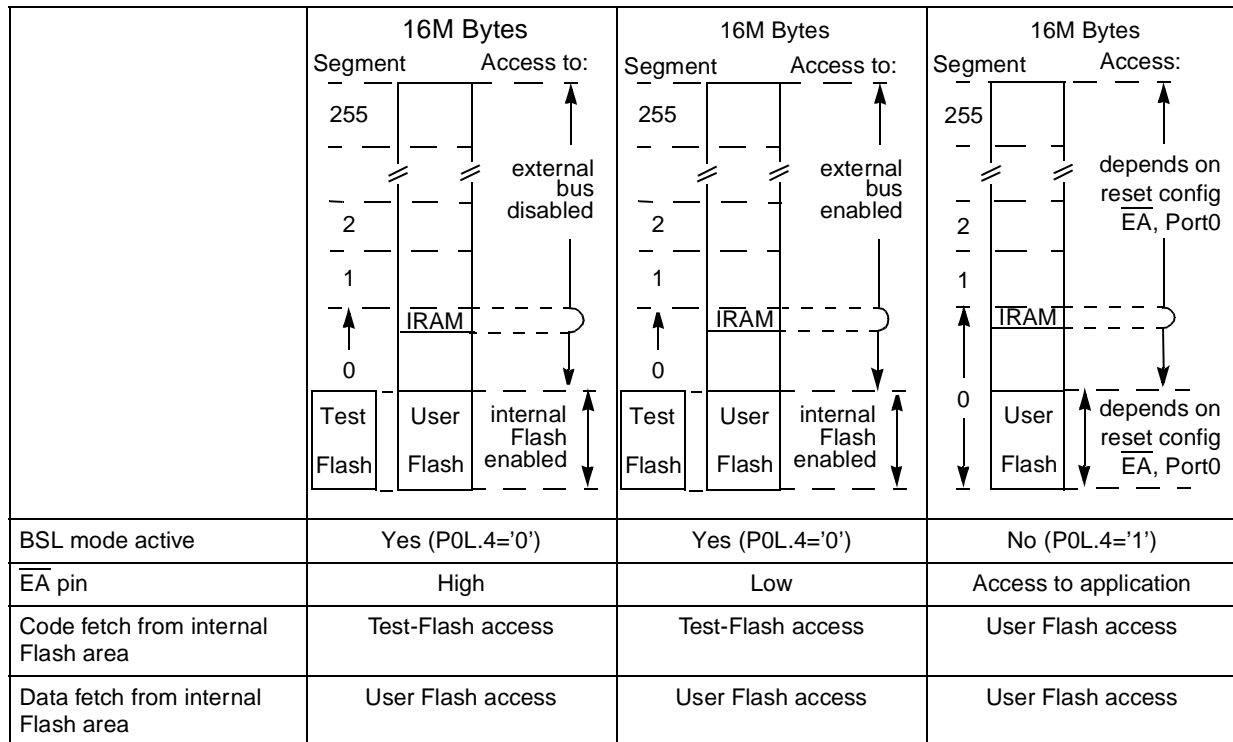 16M Bytes
Segment Access to:
255
external
bus
disabled
2
1
IRAM
0
Test User internal
Flash
Flash Flash enabled
16M Bytes
Segment Access to:
255
external
bus
enabled
2
1
IRAM
0
Test User internal
Flash
Flash Flash enabled
16M Bytes
Segment Access:
255
depends on
reset config
EA, Port0
2
1
IRAM
0
User depends on
reset config
Flash EA, Port0
BSL mode active Yes (P0L.4='0') Yes (P0L.4='0') No (P0L.4='1')
EA pin High Low Access to application
Code fetch from internal Test-Flash access Test-Flash access User Flash access
Flash area
Data fetch from internal User Flash access User Flash access User Flash access
Flash area